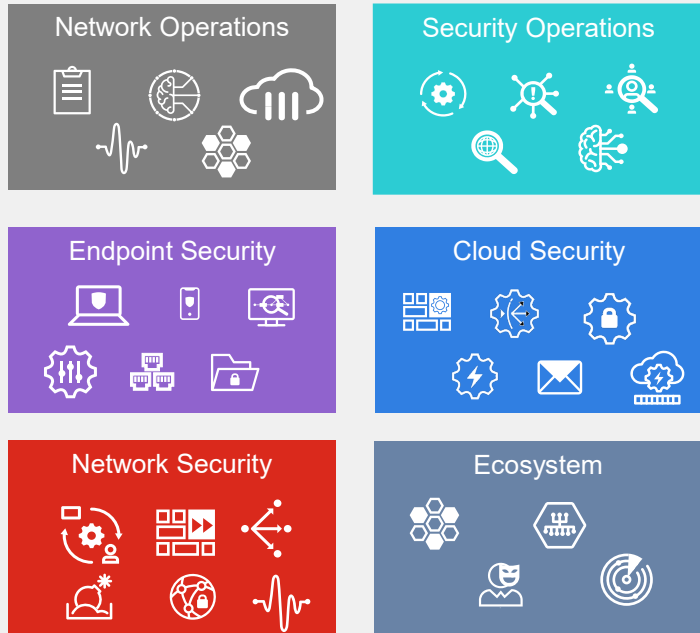 Network Operations
Security Operations
Endpoint Security
Cloud Security
Network Security
Ecosystem